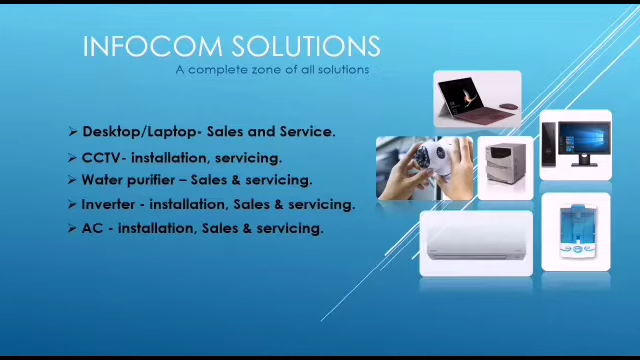 INFOCOM SOLUTIONS
A complete zone of all solutions
➢ Desktop/Laptop- Sales and Service.
➢ CCTV- installation, servicing.
➢ Water purifier – Sales & servicing.
➢ Inverter - installation, Sales & servicing.
➢ AC - installation, Sales & servicing.